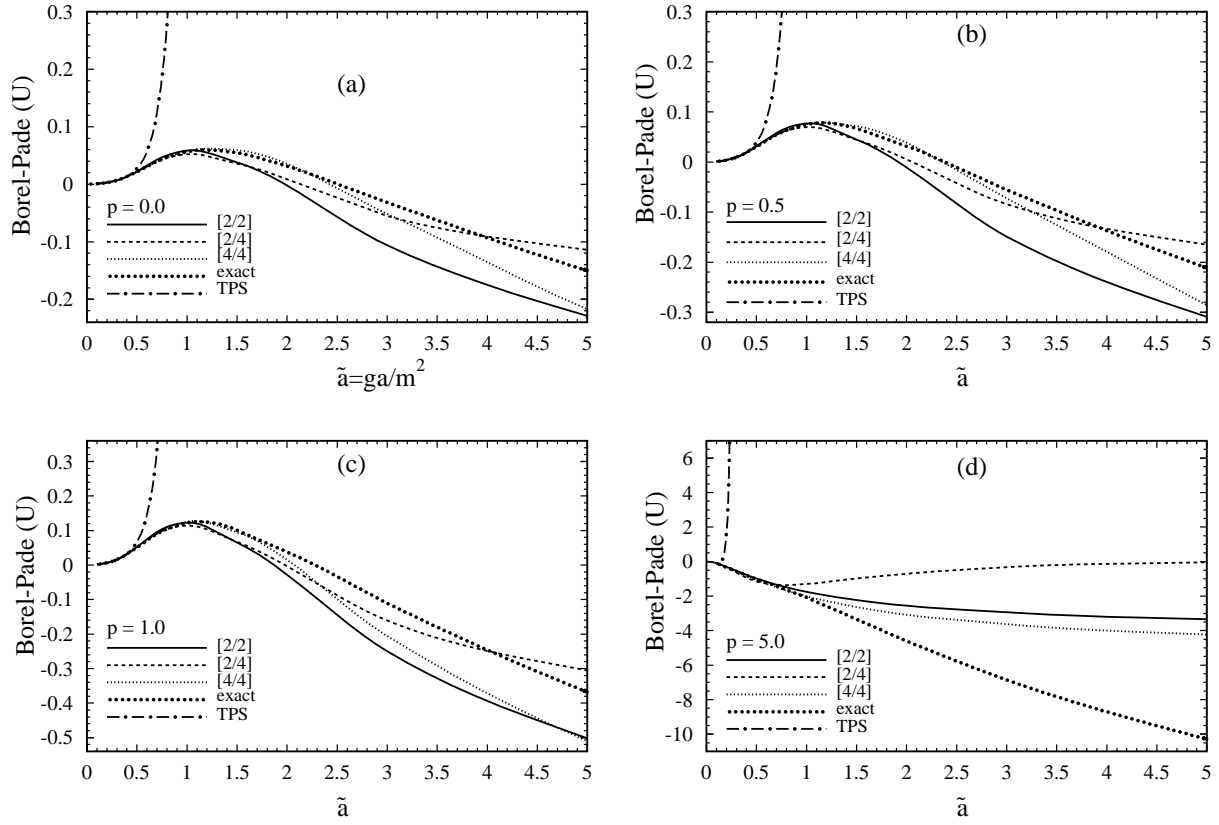 0.3
0.2
0.1
0
-0.1
-0.2
Borel-Pade (U)
(a)
p = 0.0
[2/2]
[2/4]
[4/4]
exact
TPS
0 0.5 1 1.5 2 2.5 3 3.5 4 4.5 5
ã=ga/m²
0.3
0.2
0.1
0
-0.1
-0.2
-0.3
Borel-Pade (U)
(b)
p = 0.5
[2/2]
[2/4]
[4/4]
exact
TPS
0 0.5 1 1.5 2 2.5 3 3.5 4 4.5 5
ã
0.3
0.2
0.1
0
-0.1
-0.2
-0.3
-0.4
-0.5
Borel-Pade (U)
(c)
p = 1.0
[2/2]
[2/4]
[4/4]
exact
TPS
0 0.5 1 1.5 2 2.5 3 3.5 4 4.5 5
ã
6
4
2
0
-2
-4
-6
-8
-10
Borel-Pade (U)
(d)
p = 5.0
[2/2]
[2/4]
[4/4]
exact
TPS
0 0.5 1 1.5 2 2.5 3 3.5 4 4.5 5
ã